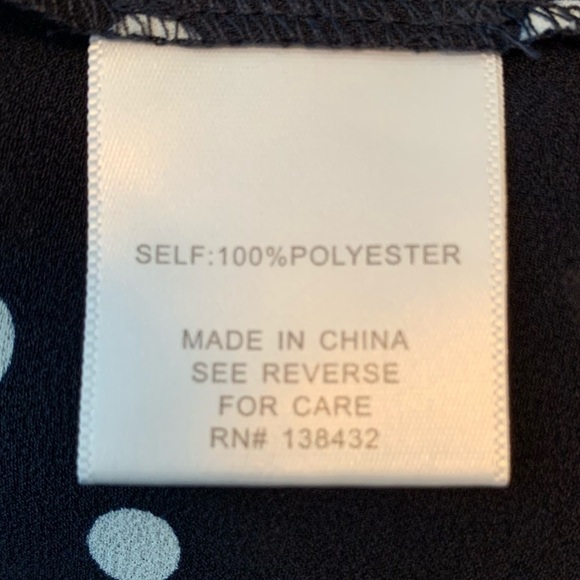 SELF:100%POLYESTER
MADE IN CHINA
SEE REVERSE
FOR CARE
RN# 138432